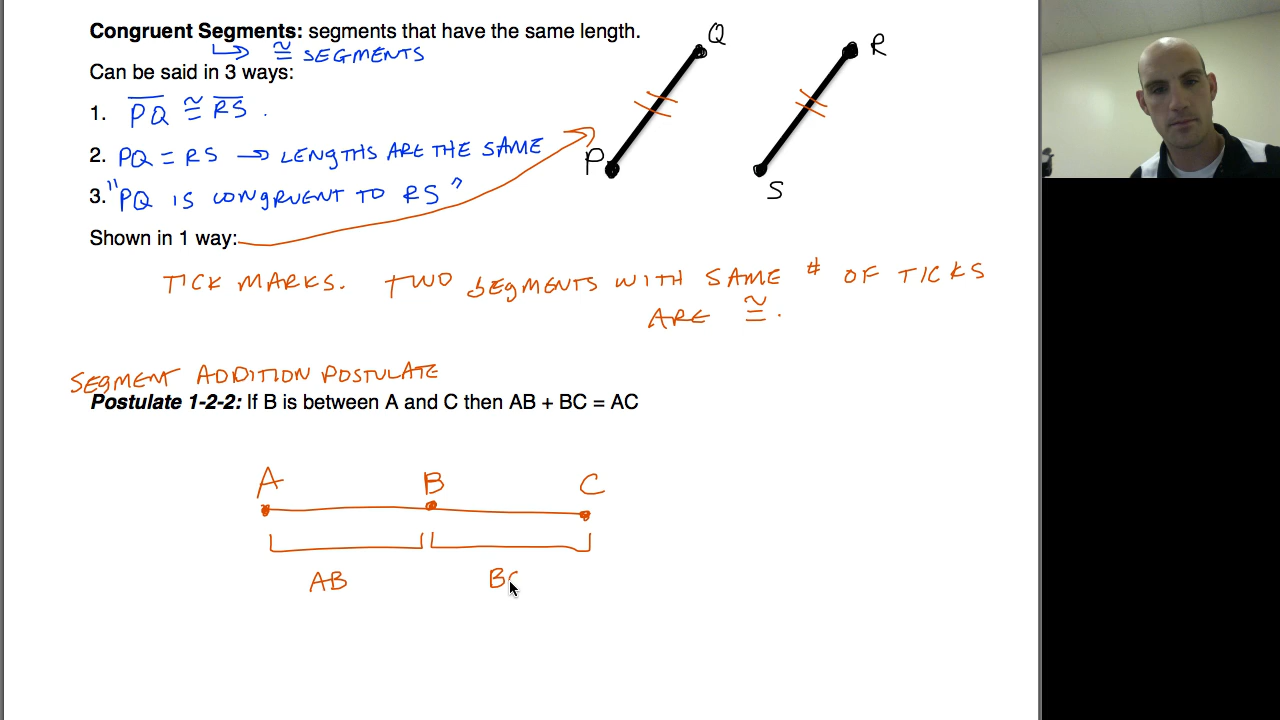 Congruent Segments: segments that have the same length.
↳ ≅ SEGMENTS
Can be said in 3 ways:
1. P̅Q̅ ≅ R̅S̅.
2. PQ = RS → LENGTHS ARE THE SAME
3. "PQ IS CONGRUENT TO RS"
Shown in 1 way:
Q
R
P
S
TICK MARKS. TWO SEGMENTS WITH SAME # OF TICKS
ARE ≅.
SEGMENT ADDITION POSTULATE
Postulate 1-2-2: If B is between A and C then AB + BC = AC
A B C
AB BC